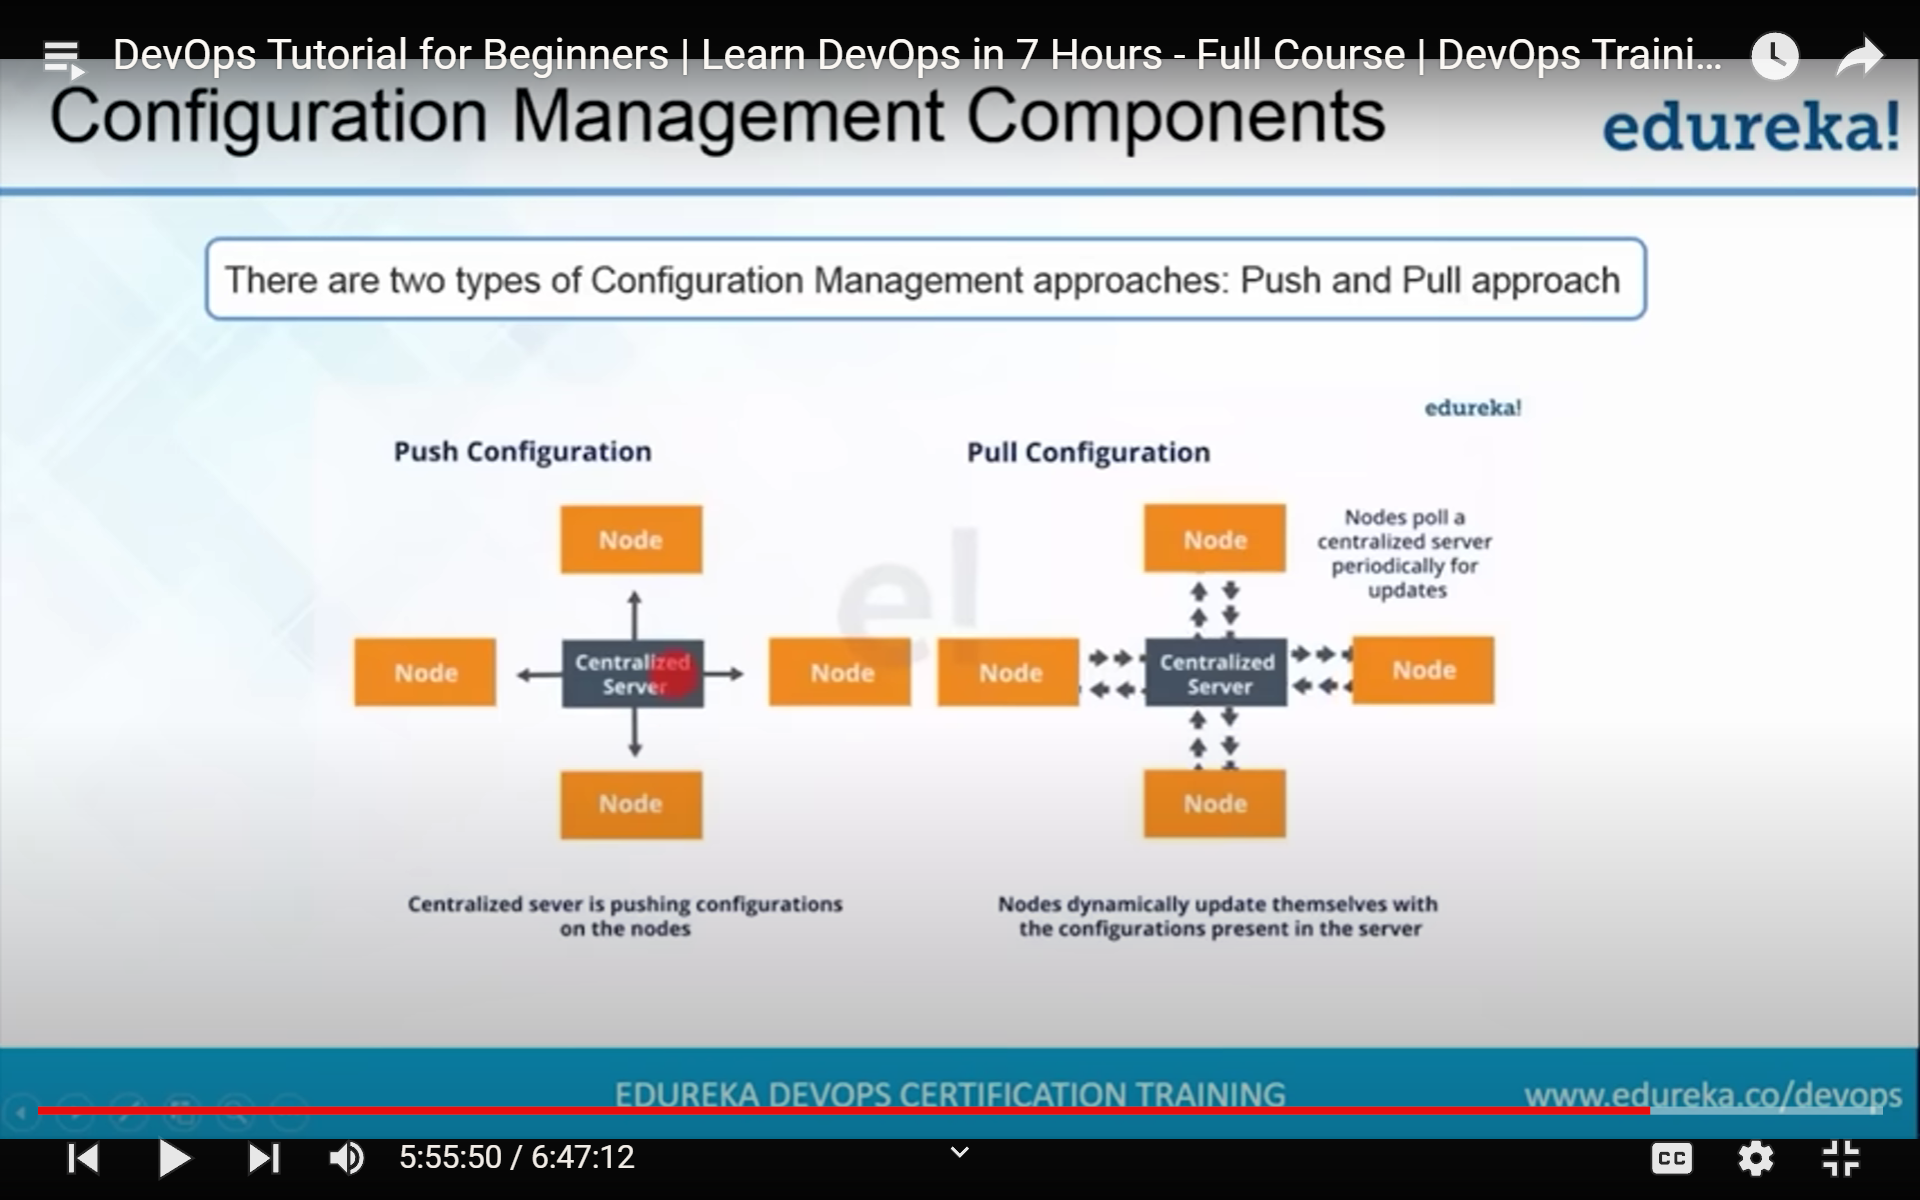 DevOps Tutorial for Beginners | Learn DevOps in 7 Hours - Full Course | DevOps Traini...
Configuration Management Components
edureka!
There are two types of Configuration Management approaches: Push and Pull approach
edureka!
Push Configuration
Pull Configuration
Node
Node
Nodes poll a
centralized server
periodically for
updates
e!
Node
Centralized
Server
Node
Node
Centralized
Server
Node
Node
Node
Centralized sever is pushing configurations
on the nodes
Nodes dynamically update themselves with
the configurations present in the server
EDUREKA DEVOPS CERTIFICATION TRAINING
www.edureka.co/devops
5:55:50 / 6:47:12
CC